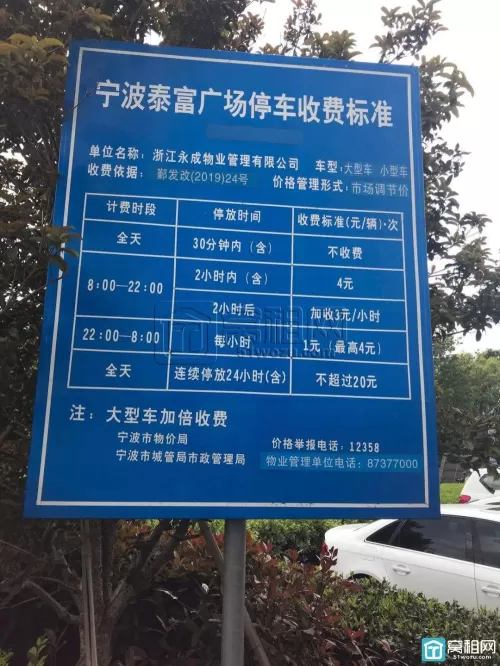 宁波泰富广场停车收费标准
单位名称：浙江永成物业管理有限公司 车型：大型车 小型车
收费依据：鄞发改(2019)24号 价格管理形式：市场调节价
计费时段 停放时间 收费标准(元/辆)·次
全天 30分钟内（含） 不收费
8:00—22:00 2小时内（含） 4元
2小时后 加收3元/小时
22:00—8:00 每小时 1元（最高4元）
全天 连续停放24小时(含) 不超过20元
注：大型车加倍收费
宁波市物价局 价格举报电话：12358
宁波市城管局市政管理局 物业管理单位电话：87377000
窝租网
51wozu.com
窝租网
51wozu.com